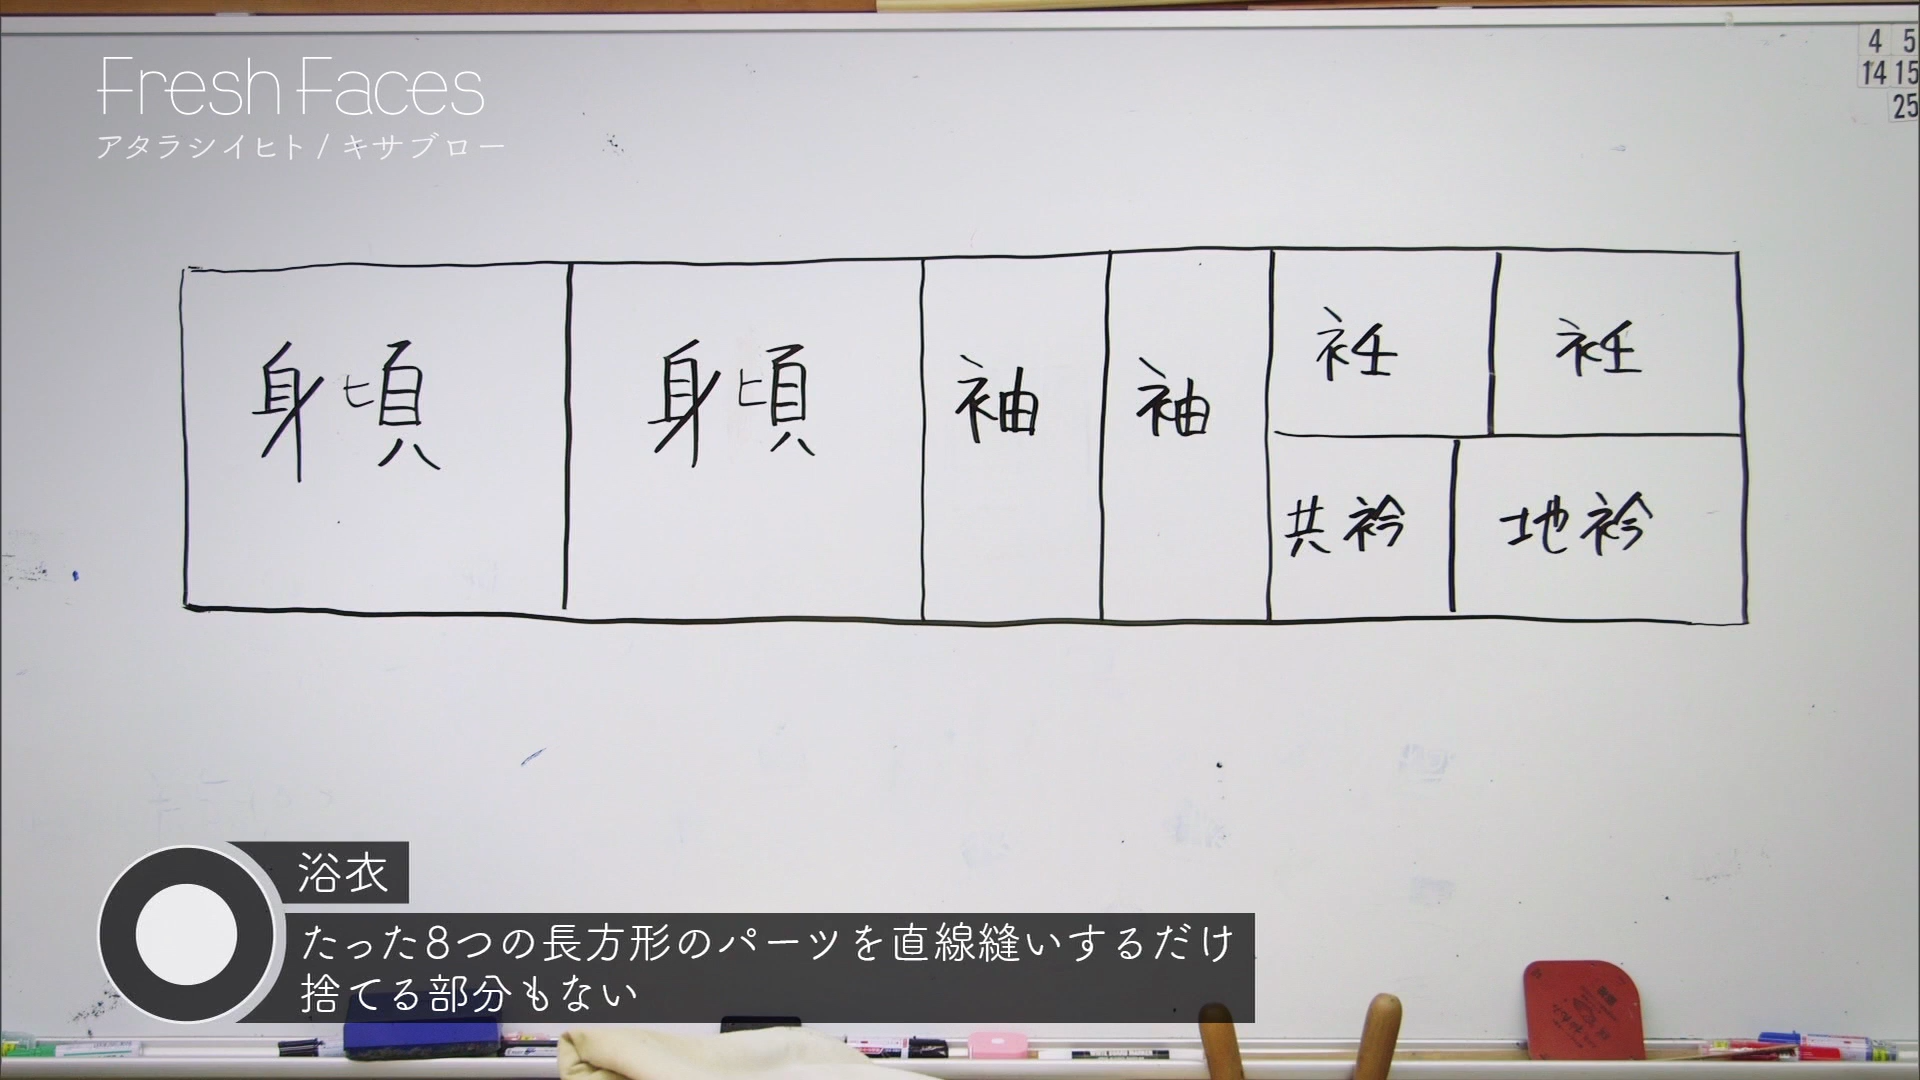 Fresh Faces
アタラシイヒト / キサブロー
4 5
14 15
25
身頃 身頃 袖 袖 衽 衽
共衿 地衿
浴衣
たった8つの長方形のパーツを直線縫いするだけ
捨てる部分もない